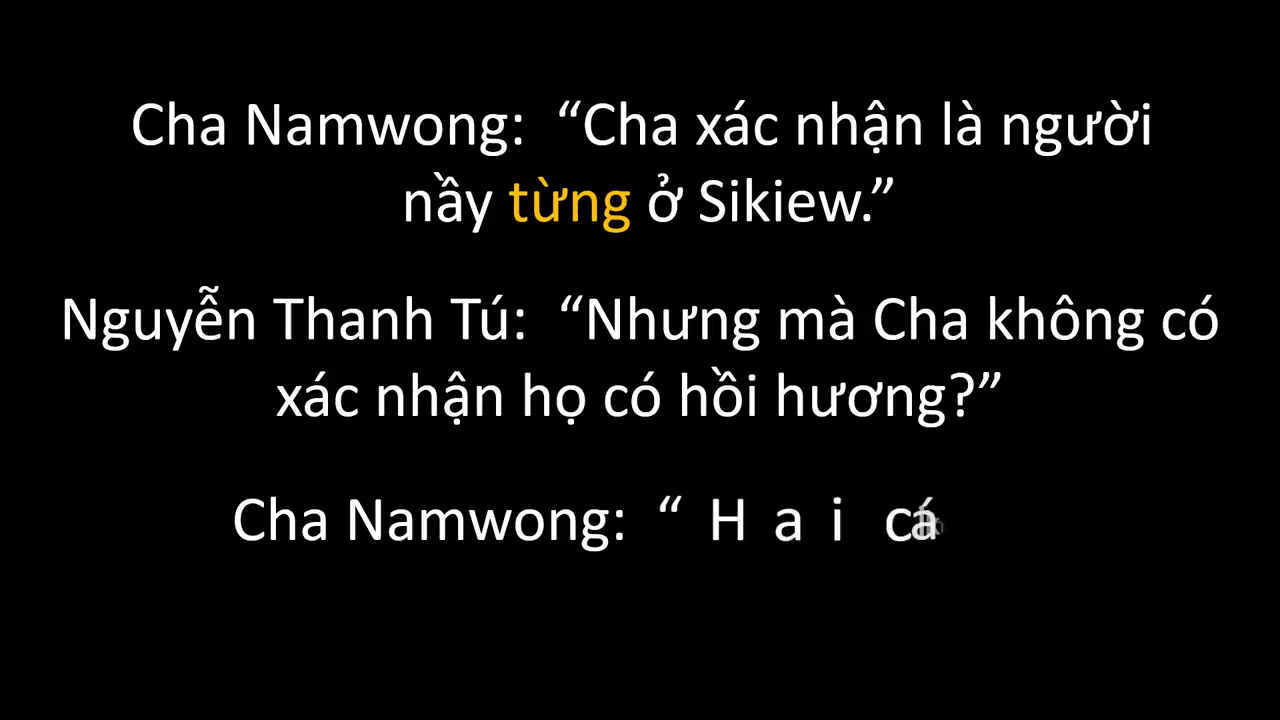 Cha Namwong: “Cha xác nhận là người
nầy từng ở Sikiew.”
Nguyễn Thanh Tú: “Nhưng mà Cha không có
xác nhận họ có hồi hương?”
Cha Namwong: “ H a i